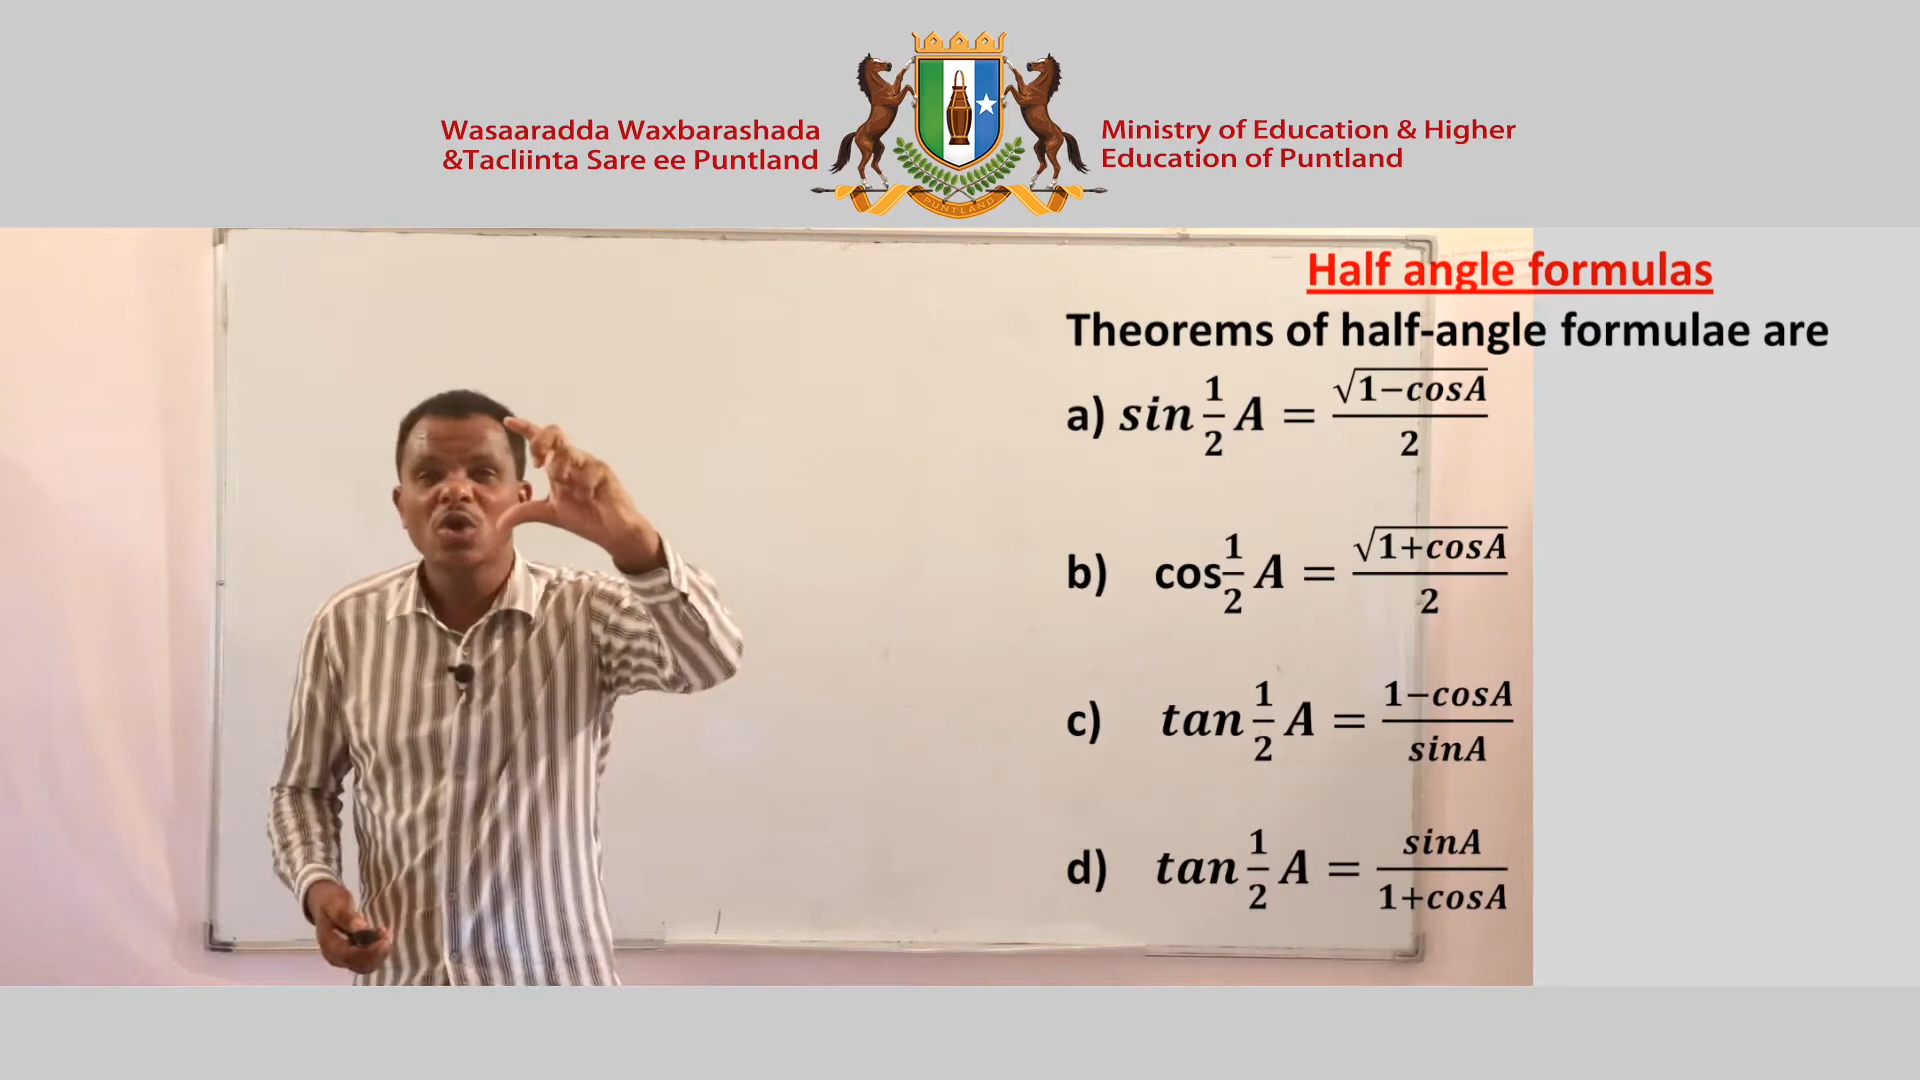 Wasaaradda Waxbarashada
&Tacliinta Sare ee Puntland
Ministry of Education & Higher
Education of Puntland
PUNTLAND
Half angle formulas
Theorems of half-angle formulae are
a) sin 1/2 A = √(1−cosA)/2
b) cos 1/2 A = √(1+cosA)/2
c) tan 1/2 A = 1−cosA/sinA
d) tan 1/2 A = sinA/1+cosA